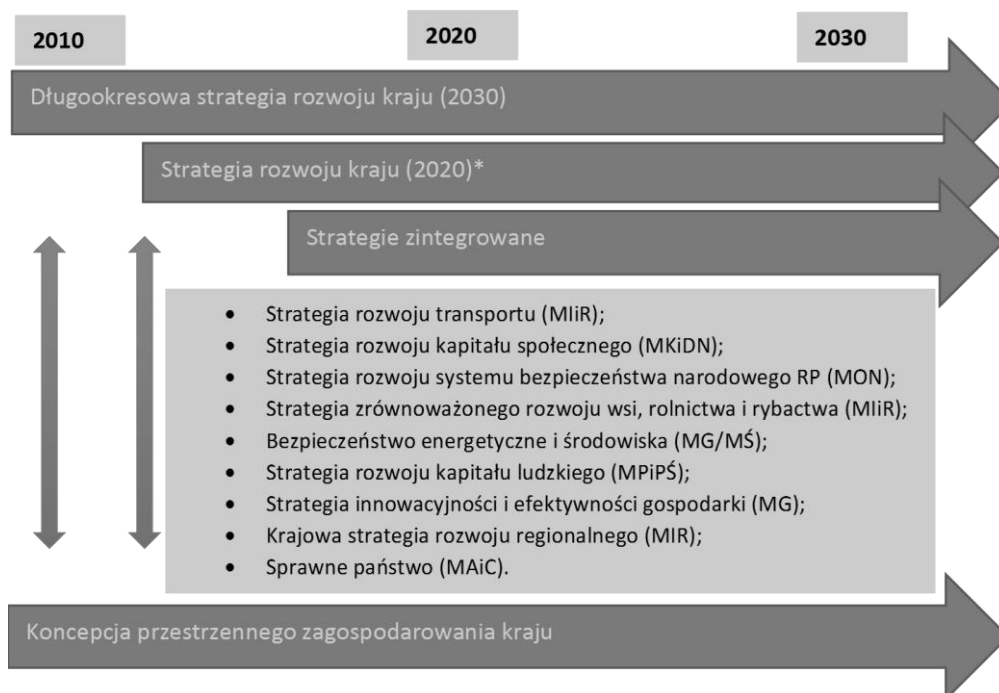 2010
2020
2030
Długookresowa strategia rozwoju kraju (2030)
Strategia rozwoju kraju (2020)*
Strategie zintegrowane
• Strategia rozwoju transportu (MIiR);
• Strategia rozwoju kapitału społecznego (MKiDN);
• Strategia rozwoju systemu bezpieczeństwa narodowego RP (MON);
• Strategia zrównoważonego rozwoju wsi, rolnictwa i rybactwa (MIiR);
• Bezpieczeństwo energetyczne i środowiska (MG/MŚ);
• Strategia rozwoju kapitału ludzkiego (MPiPŚ);
• Strategia innowacyjności i efektywności gospodarki (MG);
• Krajowa strategia rozwoju regionalnego (MIR);
• Sprawne państwo (MAiC).
Koncepcja przestrzennego zagospodarowania kraju